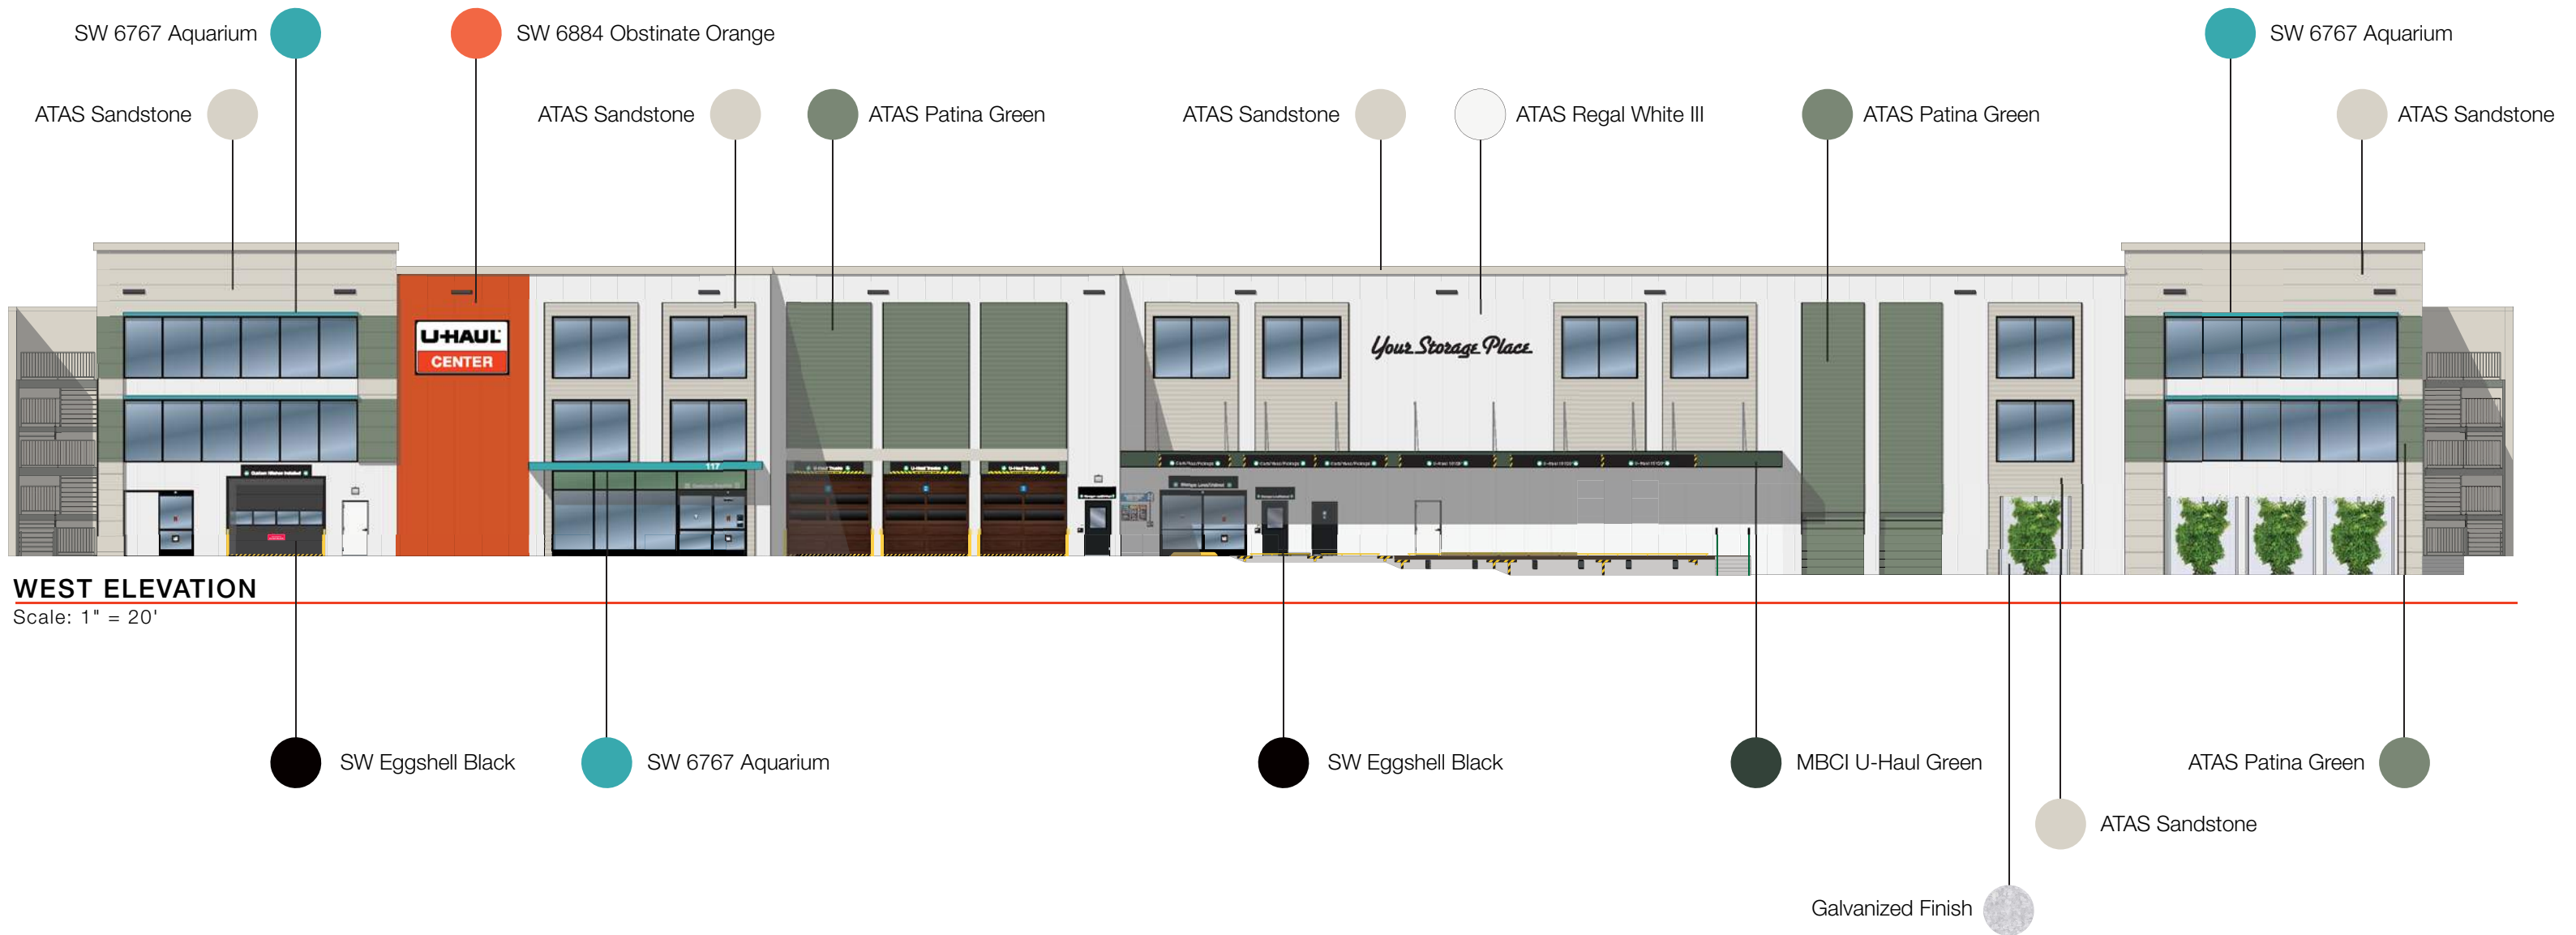 SW 6767 Aquarium
SW 6884 Obstinate Orange
SW 6767 Aquarium
ATAS Sandstone
ATAS Sandstone
ATAS Patina Green
ATAS Sandstone
ATAS Regal White III
ATAS Patina Green
ATAS Sandstone
U-HAUL
CENTER
Your Storage Place
117
WEST ELEVATION
Scale: 1" = 20'
SW Eggshell Black
SW 6767 Aquarium
SW Eggshell Black
MBCI U-Haul Green
ATAS Patina Green
ATAS Sandstone
Galvanized Finish